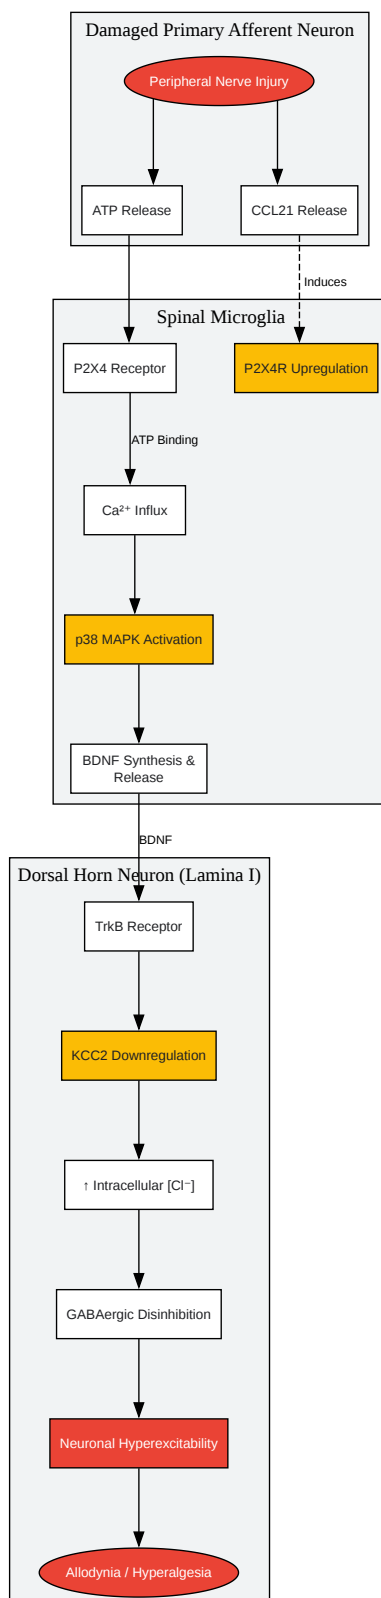 Damaged Primary Afferent Neuron
Peripheral Nerve Injury
ATP Release
CCL21 Release
Induces
Spinal Microglia
P2X4 Receptor
P2X4R Upregulation
ATP Binding
Ca²⁺ Influx
p38 MAPK Activation
BDNF Synthesis &
Release
BDNF
Dorsal Horn Neuron (Lamina I)
TrkB Receptor
KCC2 Downregulation
↑ Intracellular [Cl⁻]
GABAergic Disinhibition
Neuronal Hyperexcitability
Allodynia / Hyperalgesia